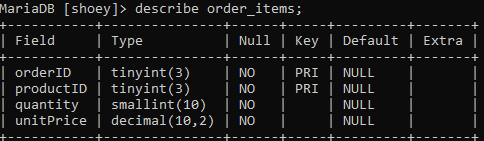 MariaDB [shoey]> describe order_items;
+-----------+---------------+------+-----+---------+-------+
| Field     | Type          | Null | Key | Default | Extra |
+-----------+---------------+------+-----+---------+-------+
| orderID   | tinyint(3)    | NO   | PRI | NULL    |       |
| productID | tinyint(3)    | NO   | PRI | NULL    |       |
| quantity  | smallint(10)  | NO   |     | NULL    |       |
| unitPrice | decimal(10,2) | NO   |     | NULL    |       |
+-----------+---------------+------+-----+---------+-------+